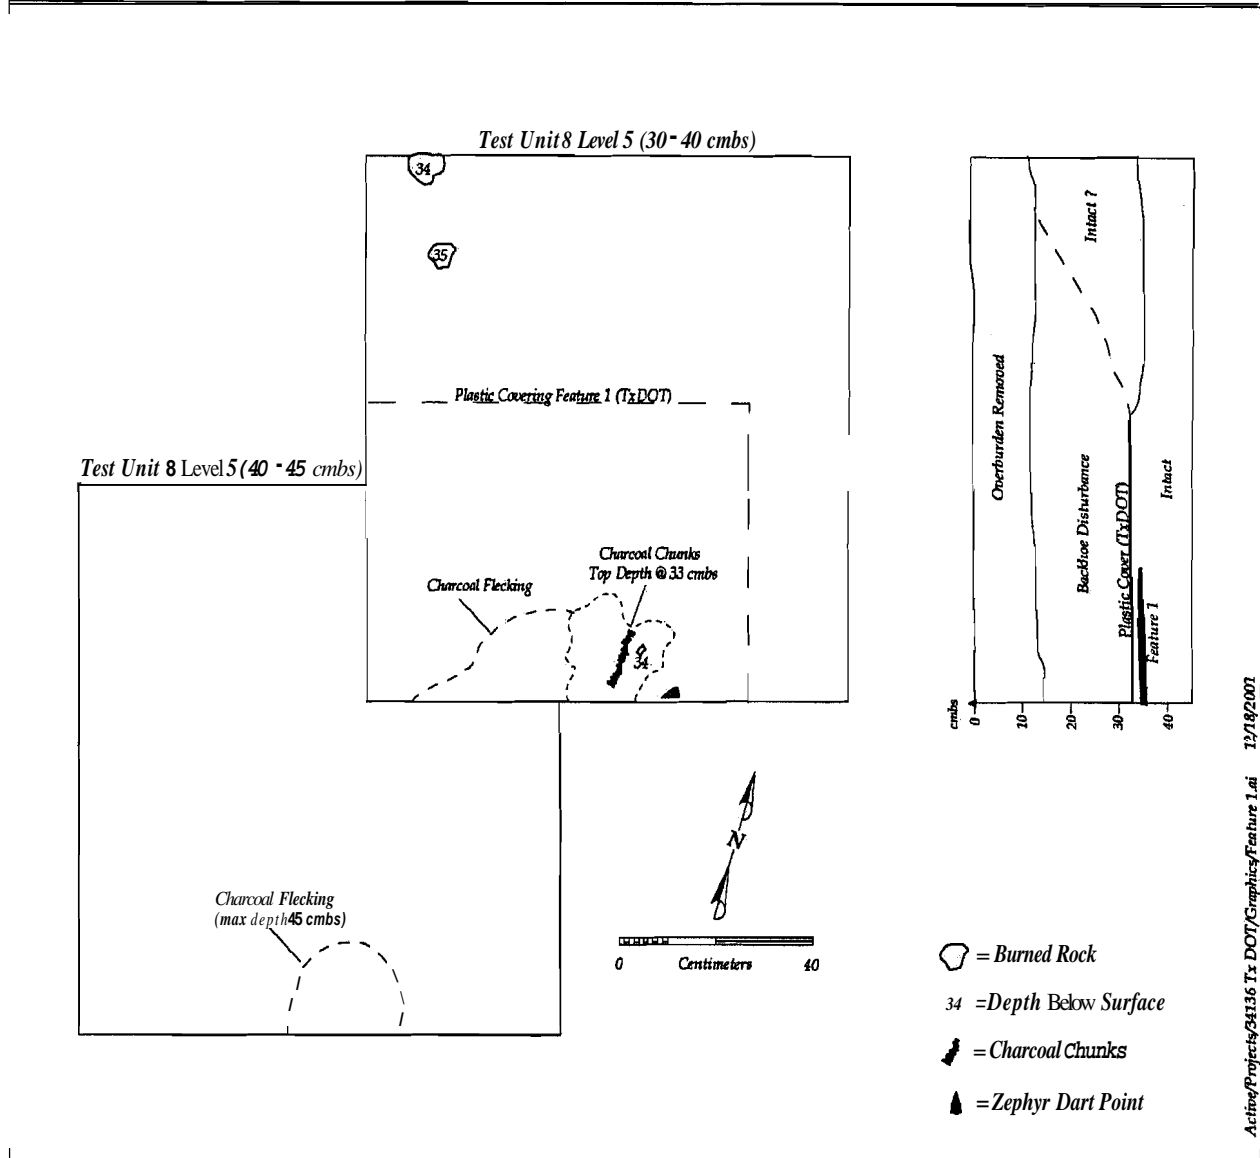 Test Unit 8 Level 5 (30 - 40 cmbs)
34
35
Plastic Covering Feature 1 (TxDOT)
Test Unit 8 Level 5 (40 - 45 cmbs)
Charcoal Chunks
Top Depth @ 33 cmbs
Charcoal Flecking
34
Charcoal Flecking
(max depth 45 cmbs)
N
0 Centimeters 40
Overburden Removed
Backhoe Disturbance
Intact ?
Plastic Cover (TxDOT)
Feature 1
Intact
cmbs
0
10
20
30
40
= Burned Rock
34 = Depth Below Surface
= Charcoal Chunks
= Zephyr Dart Point
Active/Projects/34136 Tx DOT/Graphics/Feature 1.ai 12/18/2001